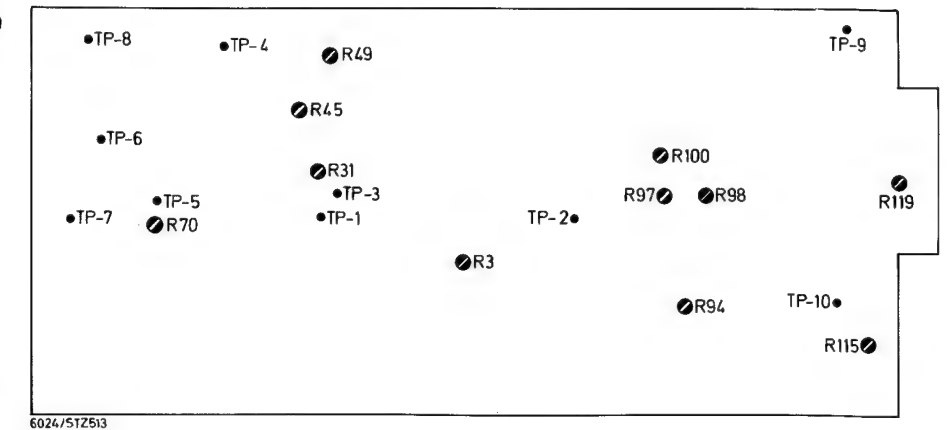 TP-8
TP-4
R49
TP-9
R45
TP-6
R100
R31
TP-3
R97
R98
R119
TP-5
TP-7
R70
TP-1
TP-2
R3
TP-10
R94
R115
6024/STZ513